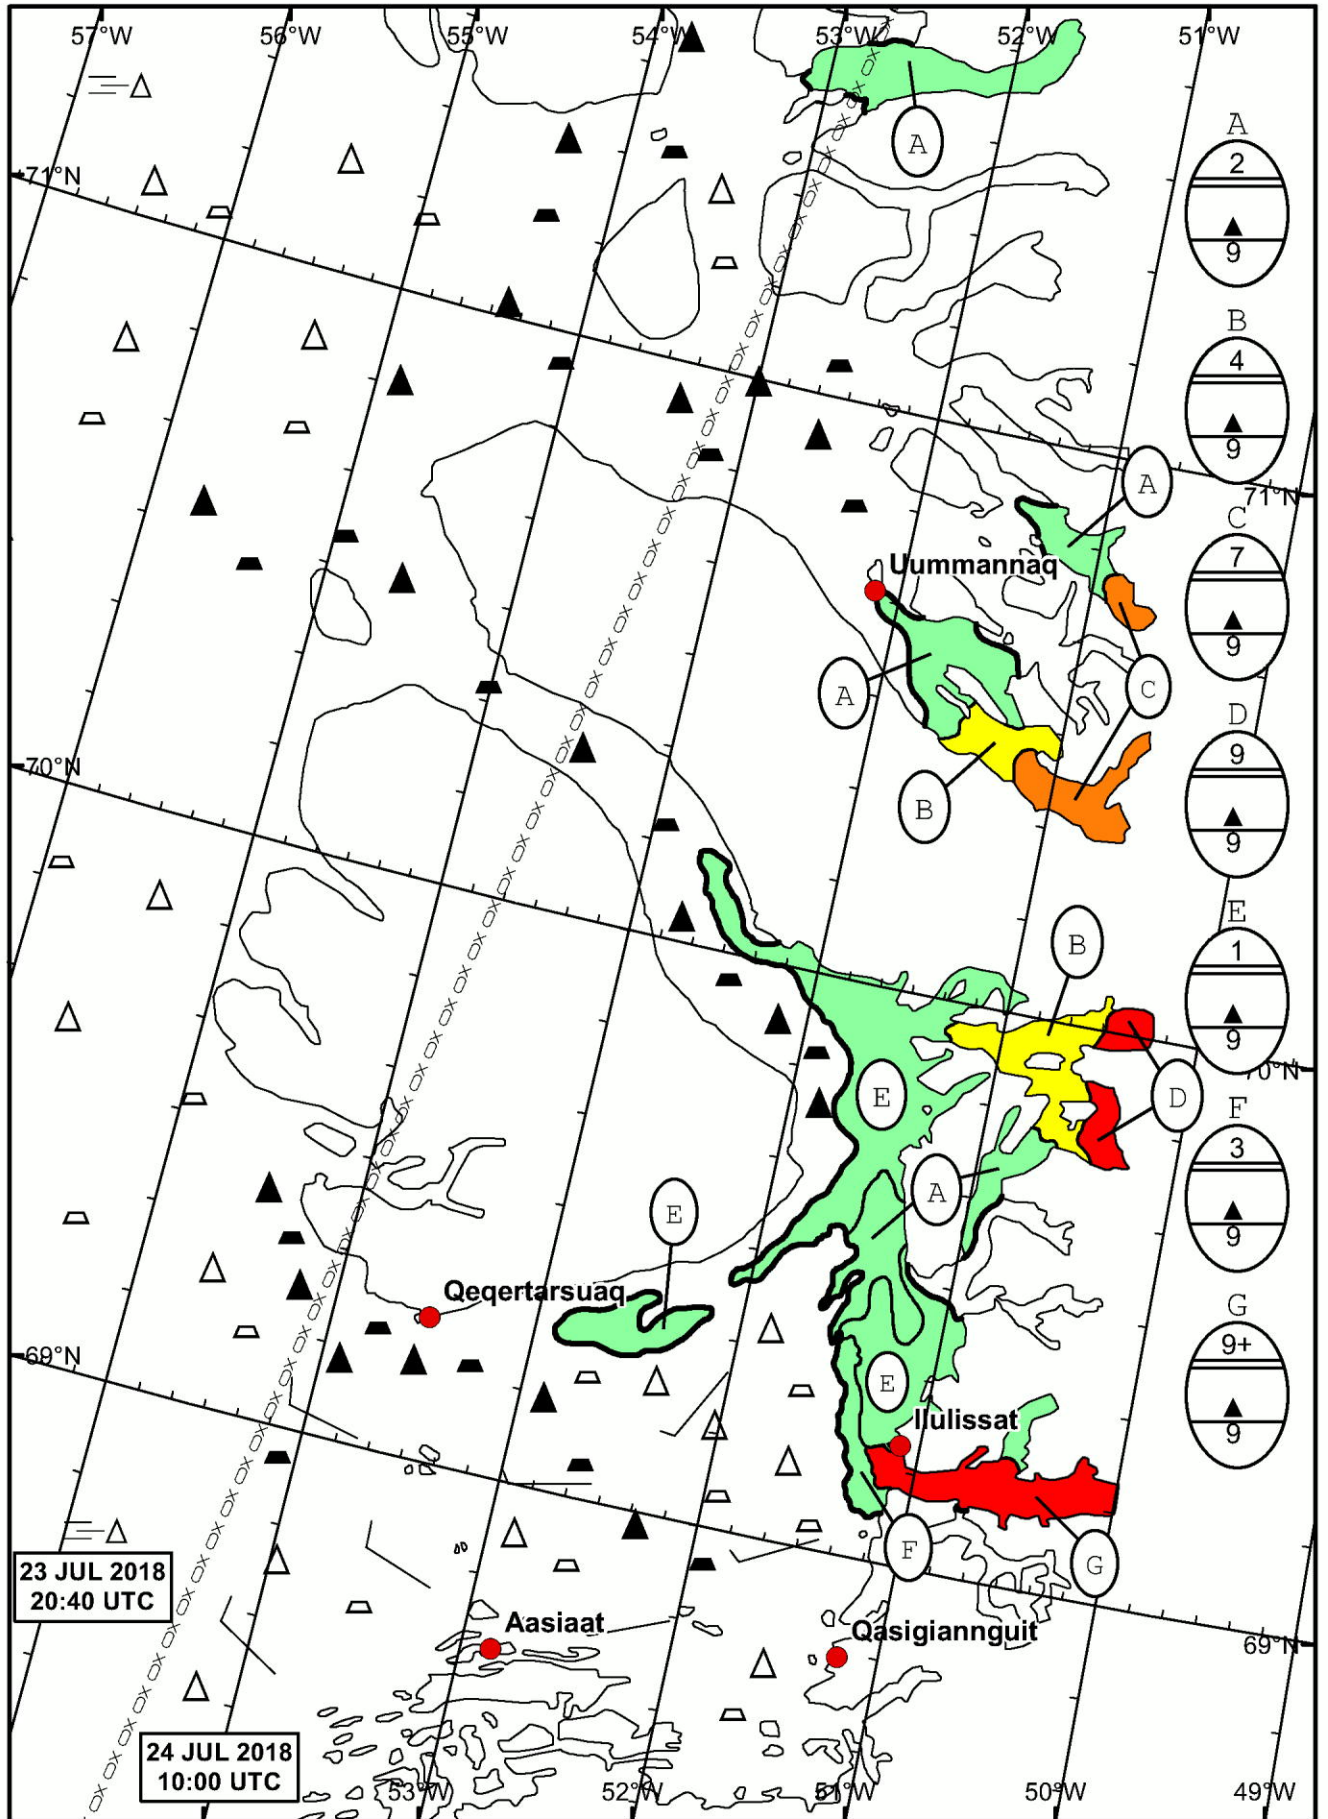 57°W 56°W 55°W 54°W 53°W 52°W 51°W
A
A
2
9
71°N
B
4
9
A
71°N
C
7
9
Uummannaq
A
C
D
9
9
70°N
B
B
E
1
9
70°N
E
D
F
3
9
A
E
Qeqertarsuaq
G
9+
9
69°N
E
Ilulissat
F
G
23 JUL 2018
20:40 UTC
Aasiaat
Qasigiannguit
69°N
24 JUL 2018
10:00 UTC
53°W 52°W 51°W 50°W 49°W